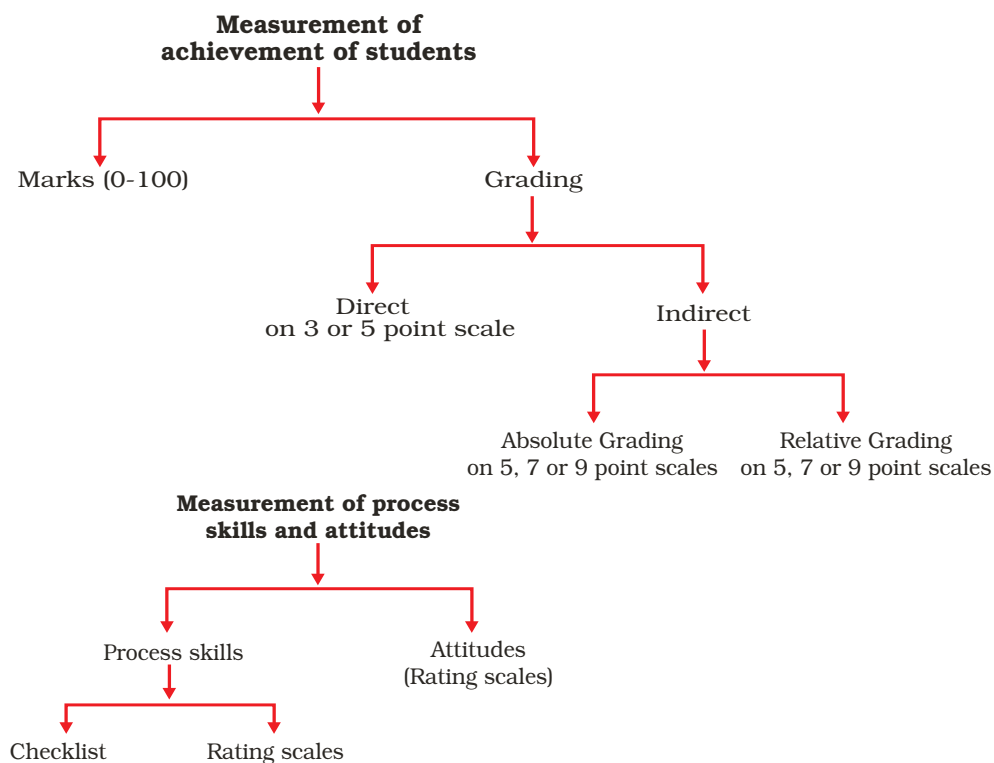 Measurement of
achievement of students
Marks (0-100)
Grading
Direct
on 3 or 5 point scale
Indirect
Absolute Grading
on 5, 7 or 9 point scales
Relative Grading
on 5, 7 or 9 point scales
Measurement of process
skills and attitudes
Process skills
Attitudes
(Rating scales)
Checklist
Rating scales